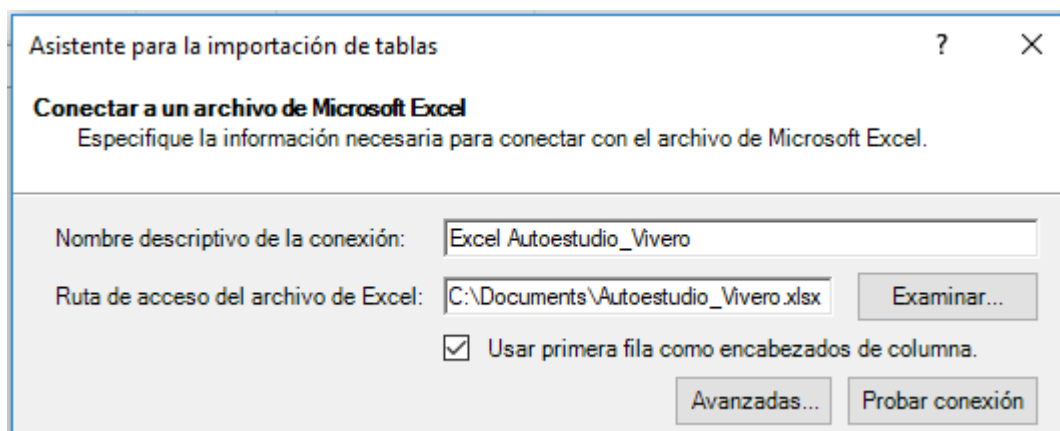 Asistente para la importación de tablas ? ×
Conectar a un archivo de Microsoft Excel
Especifique la información necesaria para conectar con el archivo de Microsoft Excel.
Nombre descriptivo de la conexión: Excel Autoestudio_Vivero
Ruta de acceso del archivo de Excel: C:\Documents\Autoestudio_Vivero.xlsx Examinar...
Usar primera fila como encabezados de columna.
Avanzadas... Probar conexión